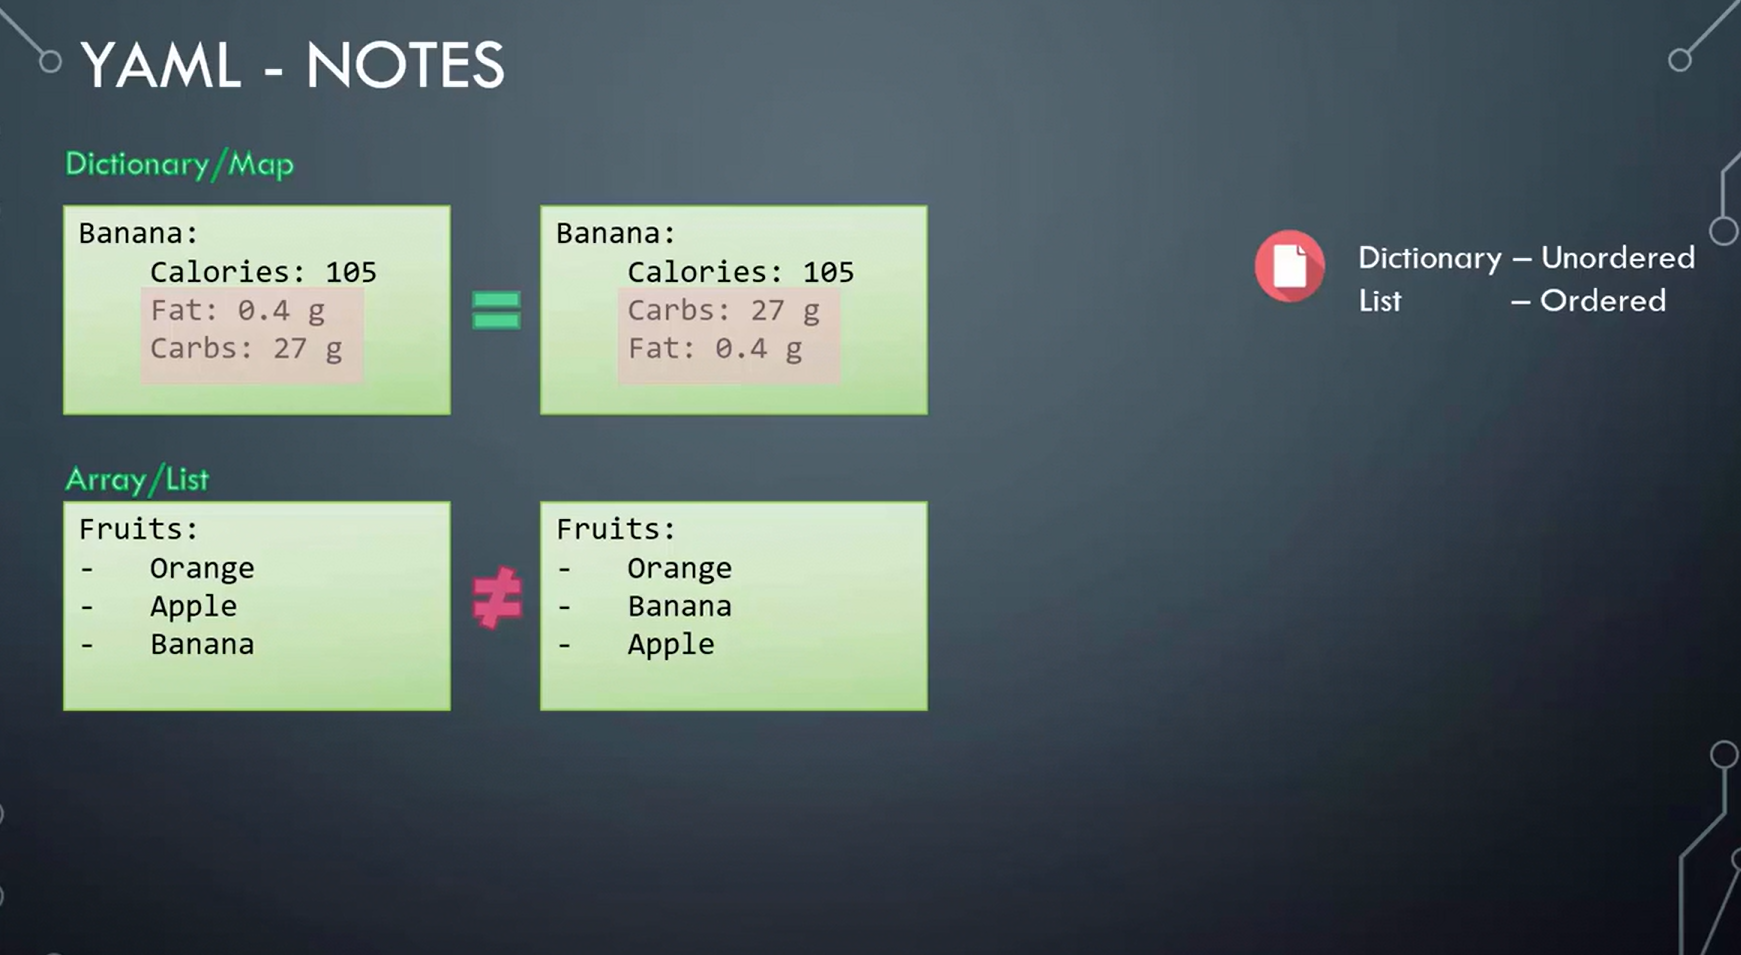 YAML - NOTES
Dictionary/Map
Banana:
Calories: 105
Fat: 0.4 g
Carbs: 27 g
=
Banana:
Calories: 105
Carbs: 27 g
Fat: 0.4 g
Dictionary – Unordered
List – Ordered
Array/List
Fruits:
- Orange
- Apple
- Banana
≠
Fruits:
- Orange
- Banana
- Apple